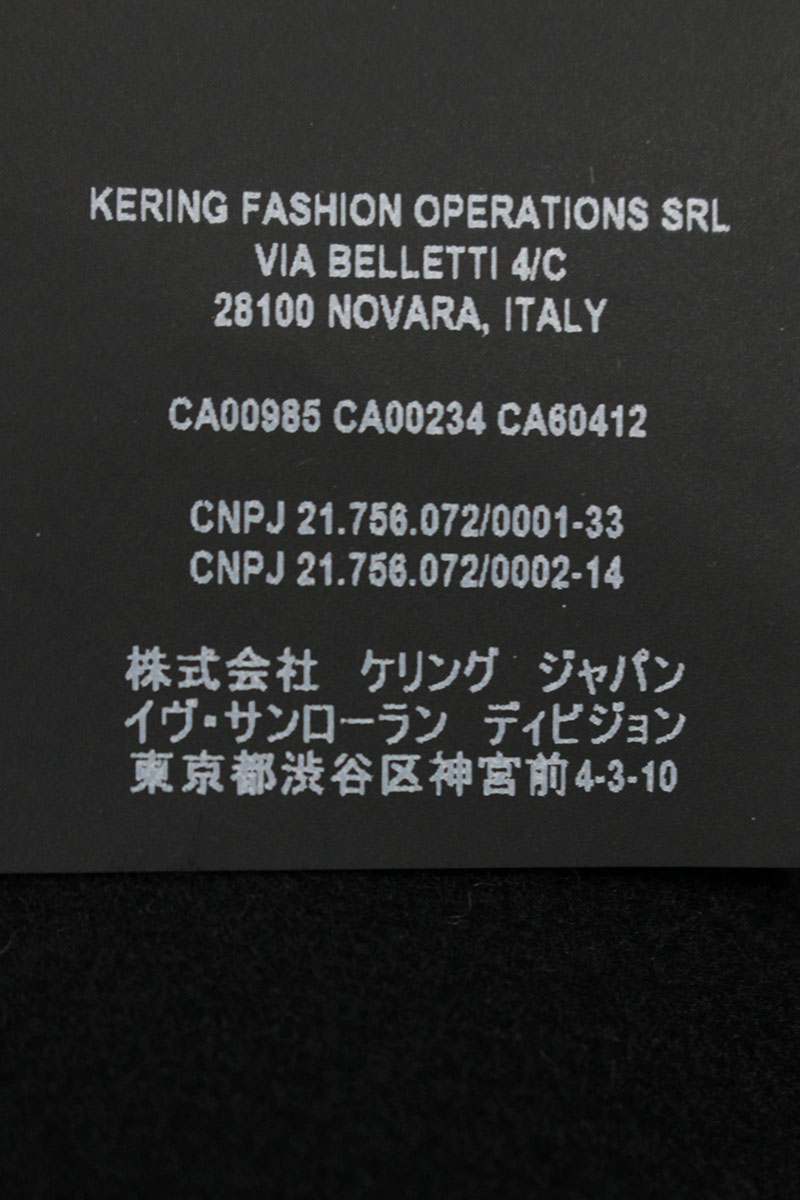 KERING FASHION OPERATIONS SRL
VIA BELLETTI 4/C
28100 NOVARA, ITALY
CA00985 CA00234 CA60412
CNPJ 21.756.072/0001-33
CNPJ 21.756.072/0002-14
株式会社　ケリング　ジャパン
イヴ・サンローラン　ディビジョン
東京都渋谷区神宮前4-3-10